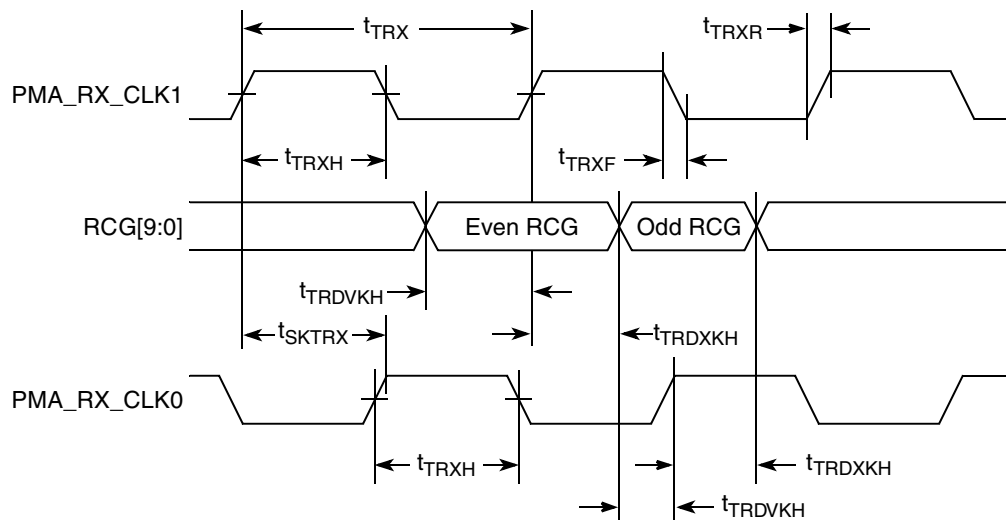 tTRX
tTRXR
PMA_RX_CLK1
tTRXH
tTRXF
RCG[9:0]
Even RCG
Odd RCG
tTRDVKH
tSKTRX
tTRDXKH
PMA_RX_CLK0
tTRXH
tTRDXKH
tTRDVKH